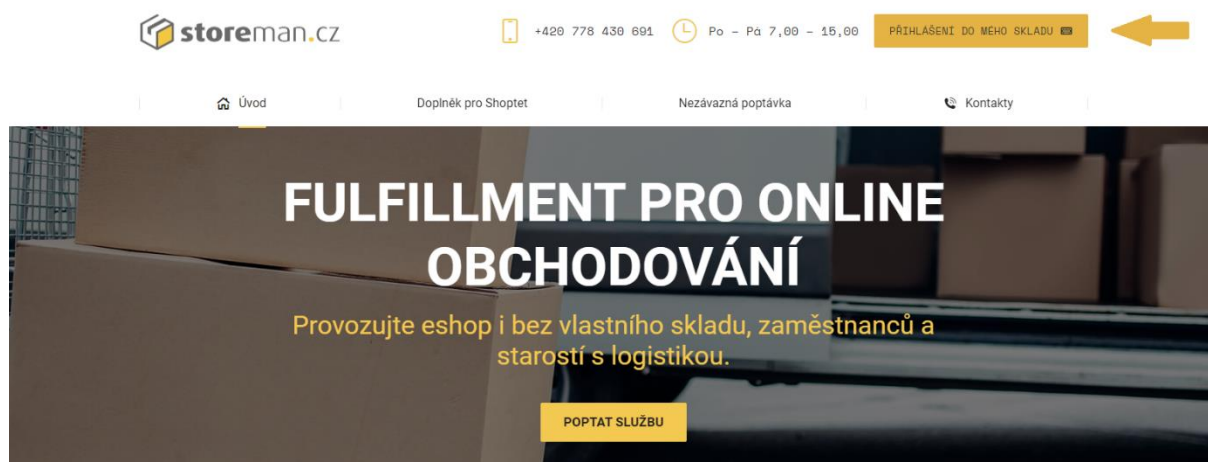 storeman.cz
+420 778 430 691
Po – Pá 7,00 – 15,00
PŘIHLÁŠENÍ DO MÉHO SKLADU
Úvod
Doplněk pro Shoptet
Nezávazná poptávka
Kontakty
FULFILLMENT PRO ONLINE
OBCHODOVÁNÍ
Provozujte eshop i bez vlastního skladu, zaměstnanců a
starostí s logistikou.
POPTAT SLUŽBU